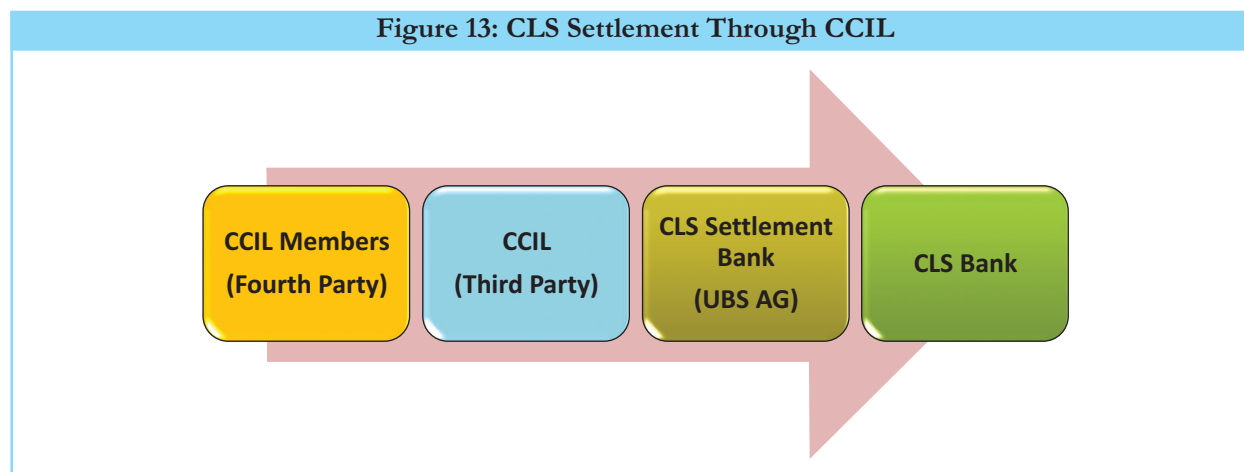 Figure 13: CLS Settlement Through CCIL
CCIL Members
(Fourth Party)
CCIL
(Third Party)
CLS Settlement
Bank
(UBS AG)
CLS Bank